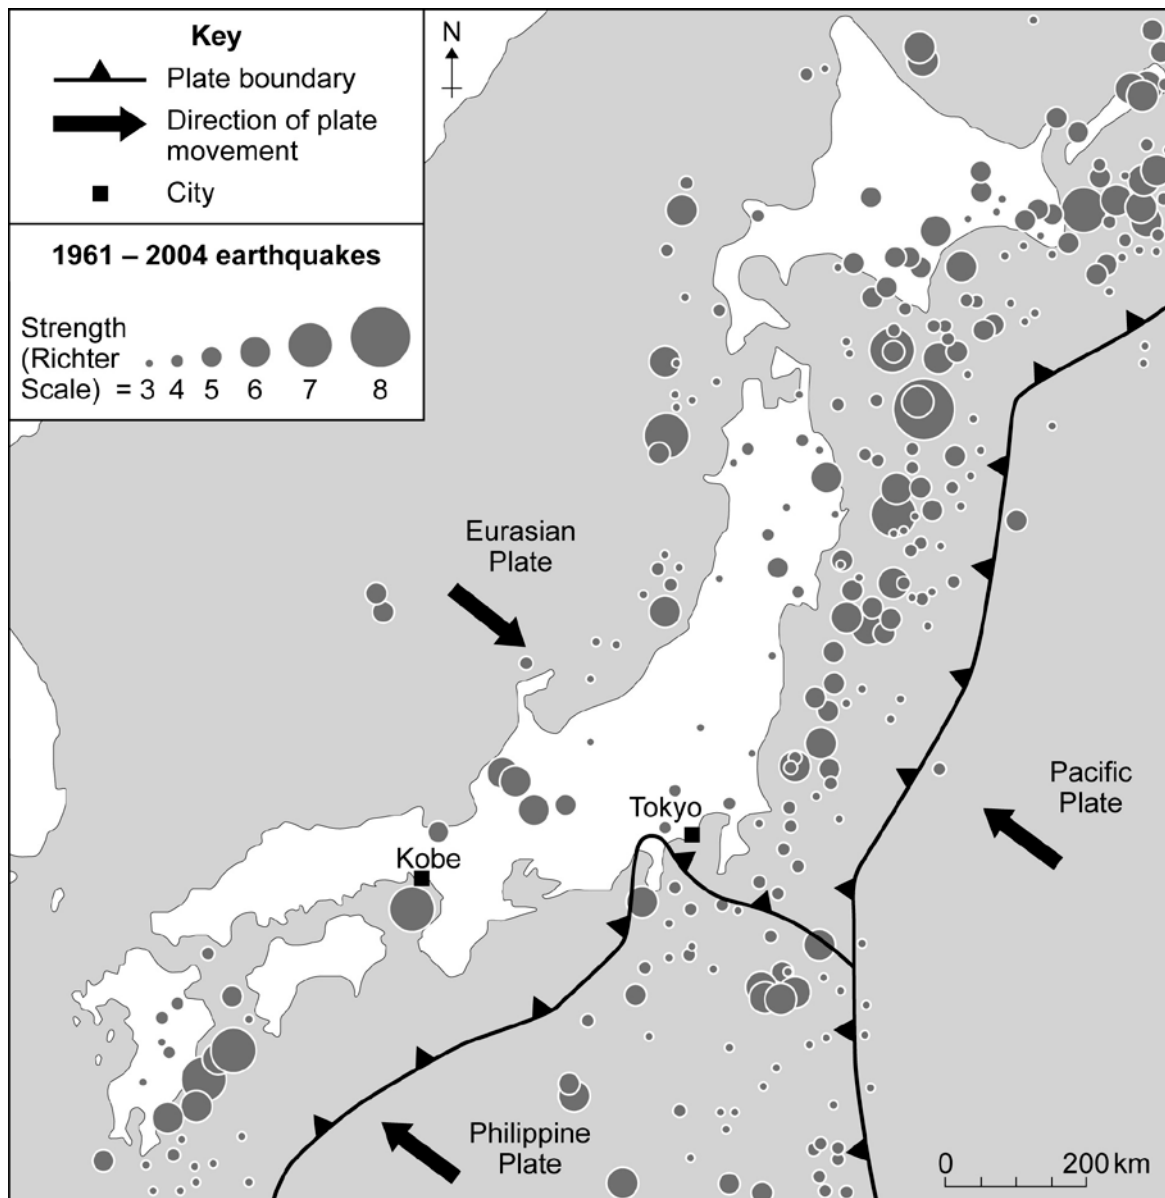 Key
Plate boundary
Direction of plate
movement
City
1961 – 2004 earthquakes
Strength
(Richter
Scale) = 3 4 5 6 7 8
N
Eurasian
Plate
Pacific
Plate
Tokyo
Kobe
Philippine
Plate
0 200 km